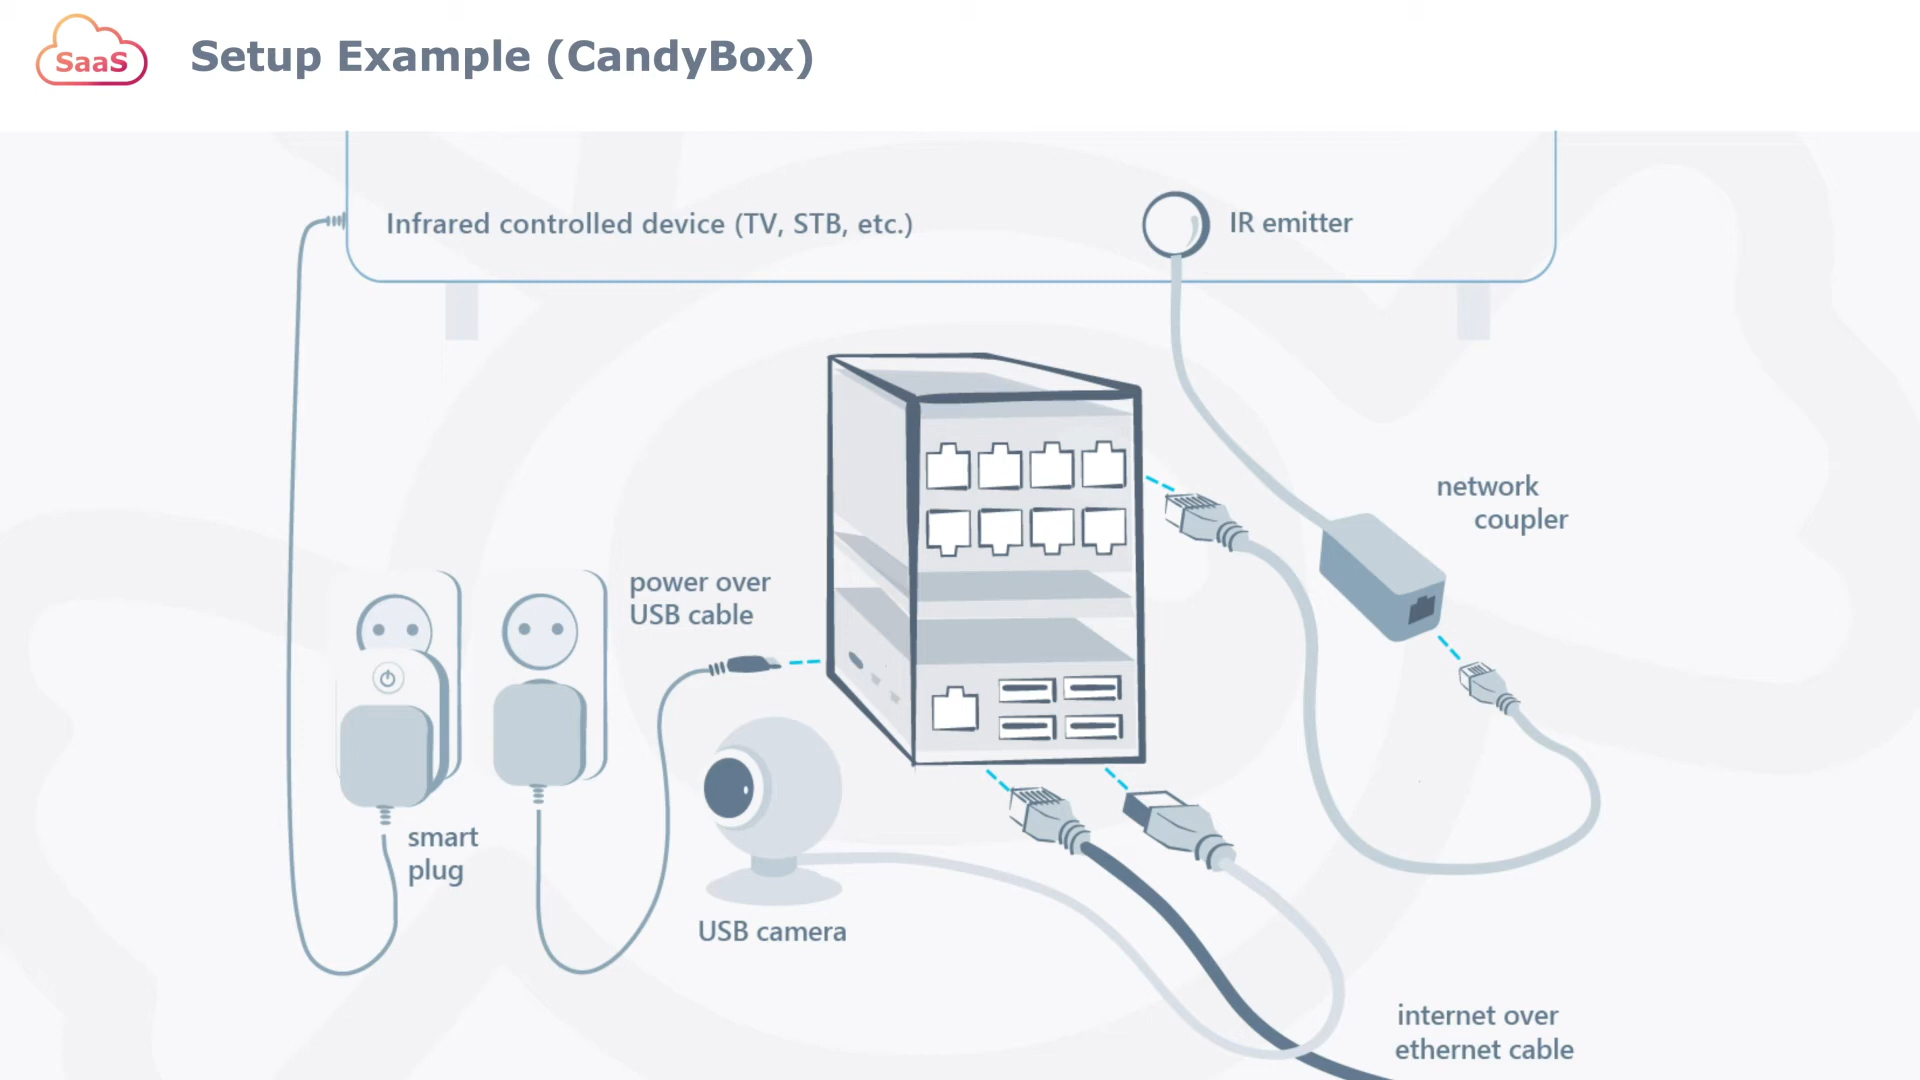 SaaS
Setup Example (CandyBox)
Infrared controlled device (TV, STB, etc.)
IR emitter
network
coupler
power over
USB cable
smart
plug
USB camera
internet over
ethernet cable